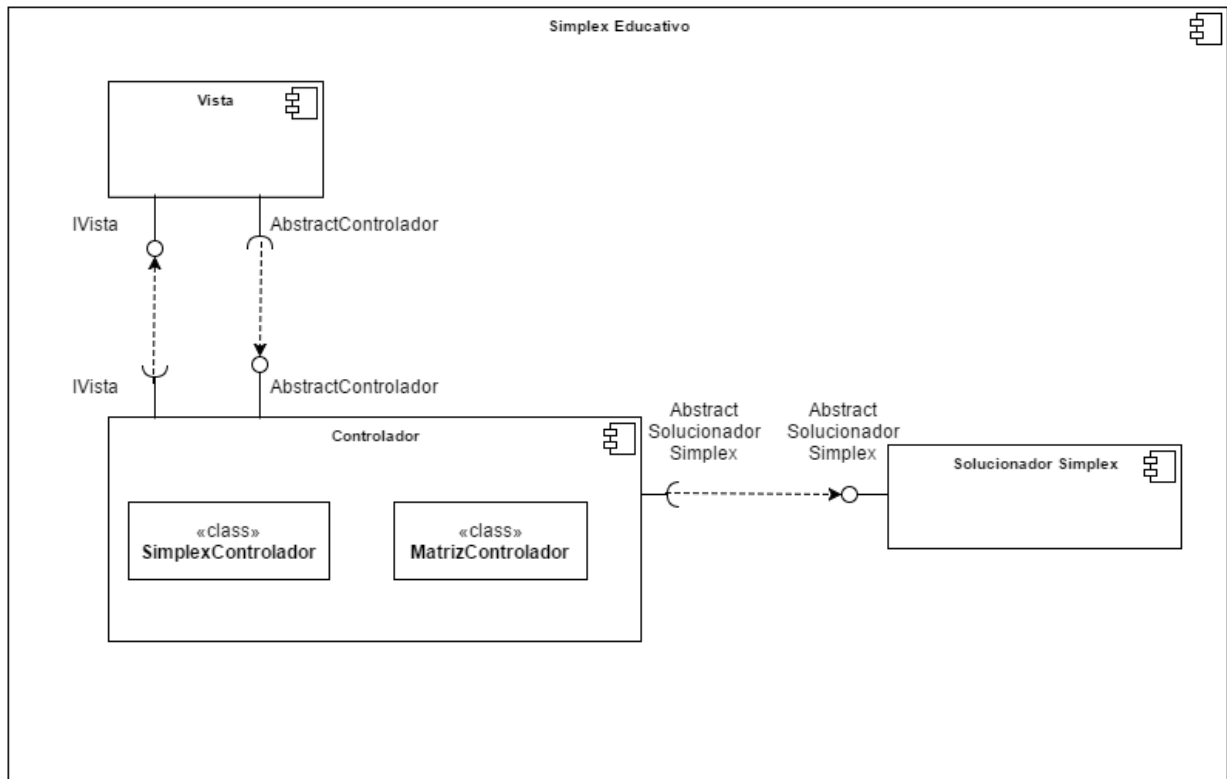 Simplex Educativo
Vista
IVista
AbstractControlador
IVista
AbstractControlador
Controlador
Abstract
Solucionador
Simplex
Abstract
Solucionador
Simplex
Solucionador Simplex
«class»
SimplexControlador
«class»
MatrizControlador